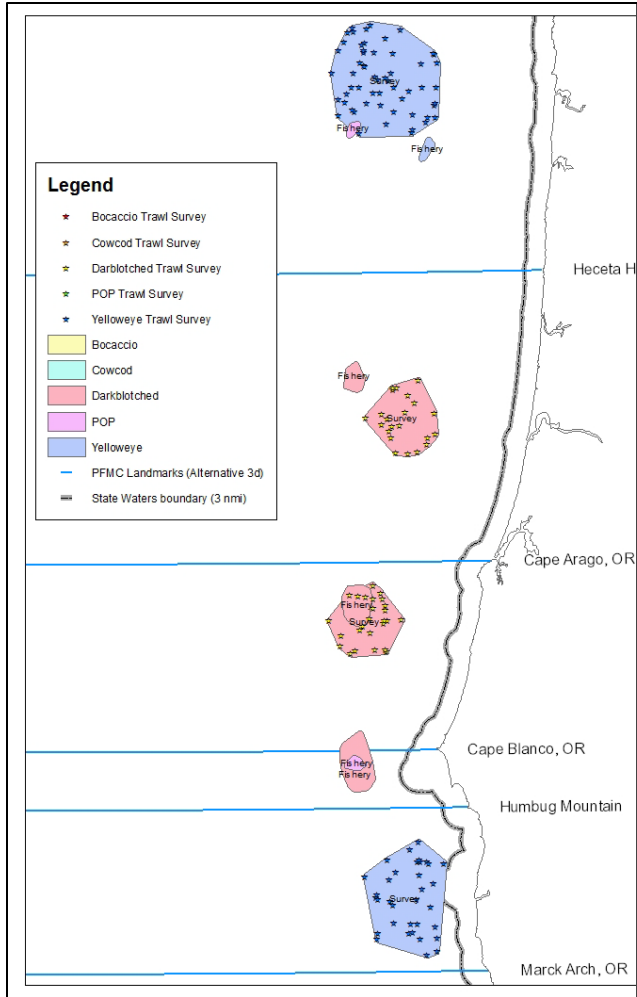 Survey
Fishery
Fishery
Legend
Bocaccio Trawl Survey
Cowcod Trawl Survey
Darblotched Trawl Survey
POP Trawl Survey
Yelloweye Trawl Survey
Bocaccio
Cowcod
Darkblotched
POP
Yelloweye
PFMC Landmarks (Alternative 3d)
State Waters boundary (3 nmi)
Heceta H
Fishery
Survey
Cape Arago, OR
Fishery
Survey
Cape Blanco, OR
Fishery
Fishery
Humbug Mountain
Survey
Marck Arch, OR